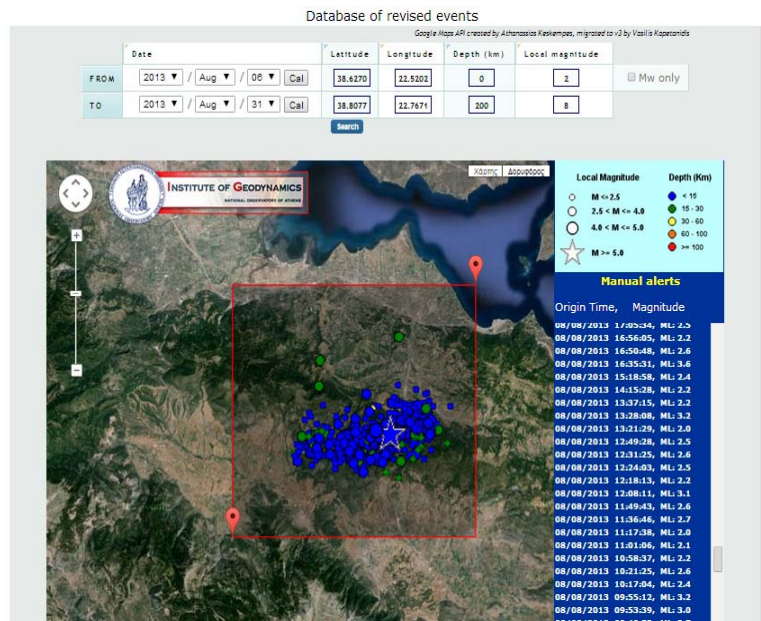 Database of revised events
Google Maps API created by Athanassios Keskempes, migrated to v3 by Vasilis Kapetanidis
Date Latitude Longitude Depth (km) Local magnitude
FROM 2013 / Aug / 06 Cal 38.6270 22.5202 0 2 Mw only
TO 2013 / Aug / 31 Cal 38.8077 22.7671 200 8
Search
INSTITUTE OF GEODYNAMICS
NATIONAL OBSERVATORY OF ATHENS
Χάρτης Δορυφόρος
Local Magnitude Depth (Km)
M <=2.5 < 15
2.5 < M <= 4.0 15 - 30
4.0 < M <= 5.0 30 - 60
60 - 100
M >= 5.0 >= 100
Manual alerts
Origin Time, Magnitude
08/08/2013 17:05:34, ML: 2.5
08/08/2013 16:56:05, ML: 2.2
08/08/2013 16:50:48, ML: 2.6
08/08/2013 16:35:31, ML: 3.6
08/08/2013 15:18:58, ML: 2.4
08/08/2013 14:15:28, ML: 2.2
08/08/2013 13:37:15, ML: 2.2
08/08/2013 13:28:08, ML: 3.2
08/08/2013 13:21:29, ML: 2.0
08/08/2013 12:49:28, ML: 2.5
08/08/2013 12:31:25, ML: 2.6
08/08/2013 12:24:03, ML: 2.5
08/08/2013 12:18:13, ML: 2.2
08/08/2013 12:08:11, ML: 3.1
08/08/2013 11:49:43, ML: 2.6
08/08/2013 11:36:46, ML: 2.7
08/08/2013 11:17:38, ML: 2.0
08/08/2013 11:01:06, ML: 2.1
08/08/2013 10:58:37, ML: 2.2
08/08/2013 10:21:25, ML: 2.6
08/08/2013 10:17:04, ML: 2.4
08/08/2013 09:55:12, ML: 3.2
08/08/2013 09:53:39, ML: 3.0